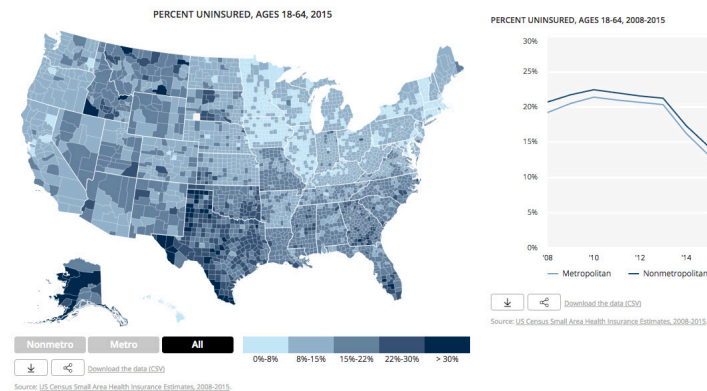 PERCENT UNINSURED, AGES 18-64, 2015
Nonmetro Metro All
0%-8% 8%-15% 15%-22% 22%-30% > 30%
Download the data (CSV)
Source: US Census Small Area Health Insurance Estimates, 2008-2015.
PERCENT UNINSURED, AGES 18-64, 2008-2015
30%
25%
20%
15%
10%
5%
0%
'08 '10 '12 '14
Metropolitan Nonmetropolitan
Download the data (CSV)
Source: US Census Small Area Health Insurance Estimates, 2008-2015.